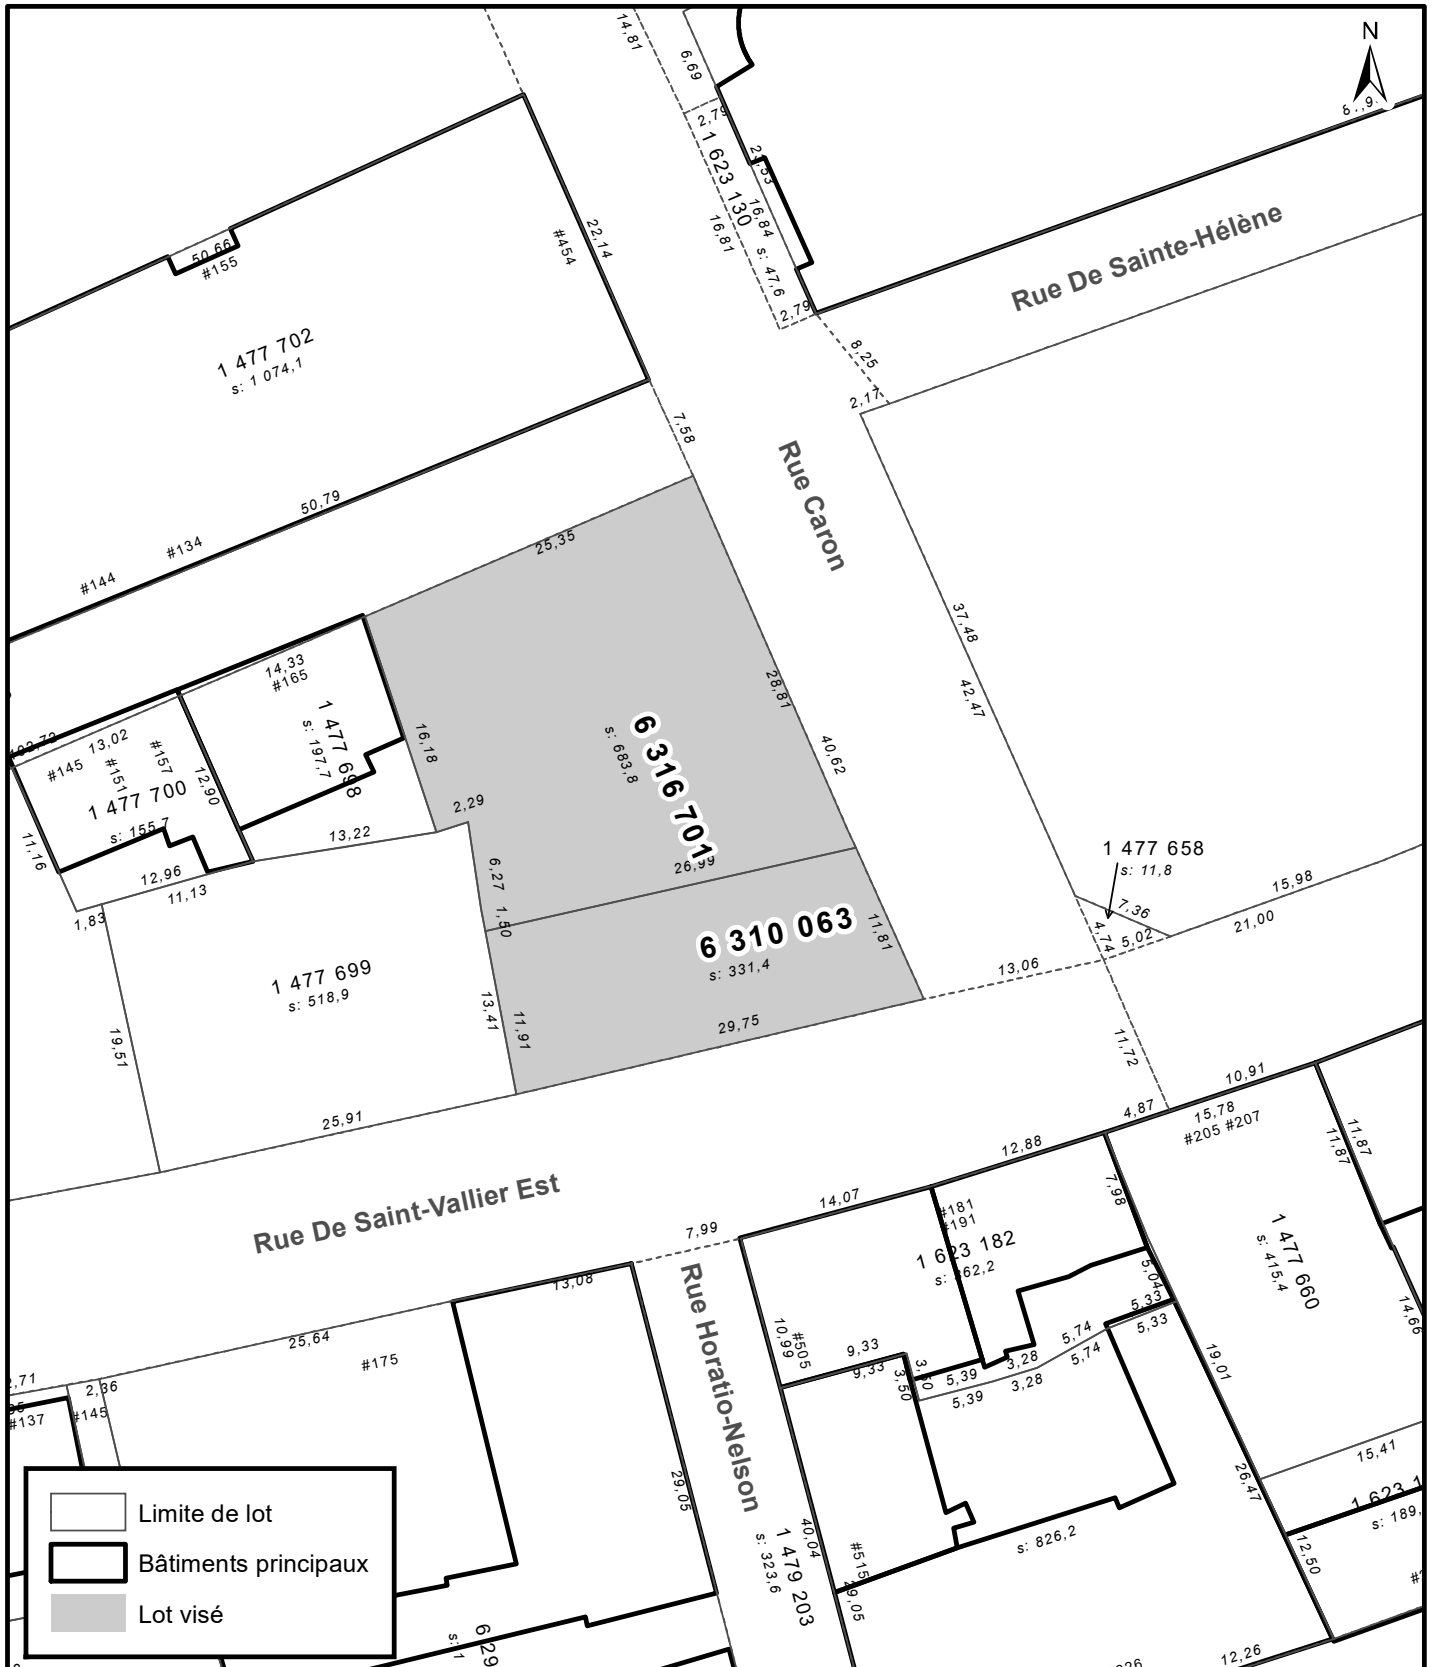 14,81
6,69
N
2,79
1 623 130
16,84
s: 47,6
16,81
2,79
Rue De Sainte-Hélène
22,14
#454
50,66
#155
1 477 702
s: 1 074,1
8,25
2,17
7,58
Rue Caron
50,79
#134
#144
25,35
37,48
42,47
14,33
#165
1 477 698
s: 197,7
16,18
28,81
40,62
6 316 701
s: 683,8
102,73
13,02
#145
#151
#157
12,90
1 477 700
s: 155,7
11,16
2,29
13,22
12,96
11,13
1,83
6,27
1,50
26,99
6 310 063
s: 331,4
11,81
1 477 658
s: 11,8
7,36
4,74
5,02
15,98
21,00
1 477 699
s: 518,9
13,06
13,41
11,91
29,75
19,51
11,72
25,91
10,91
4,87
15,78
#205 #207
12,88
11,87
11,87
Rue De Saint-Vallier Est
14,07
7,98
#181
#191
1 623 182
s: 362,2
7,99
1 477 660
s: 415,4
13,08
Rue Horatio-Nelson
5,04
5,33
5,33
14,66
25,64
#175
10,99
#505
9,33
9,33
3,50
3,50
5,39
5,39
3,28
3,28
5,74
5,74
19,01
2,36
#137
#145
15,41
26,47
29,05
1 623 1
s: 189,
Limite de lot
Bâtiments principaux
Lot visé
40,04
1 479 203
s: 323,6
#515
29,05
s: 826,2
12,50
6 29
s: 1
12,26